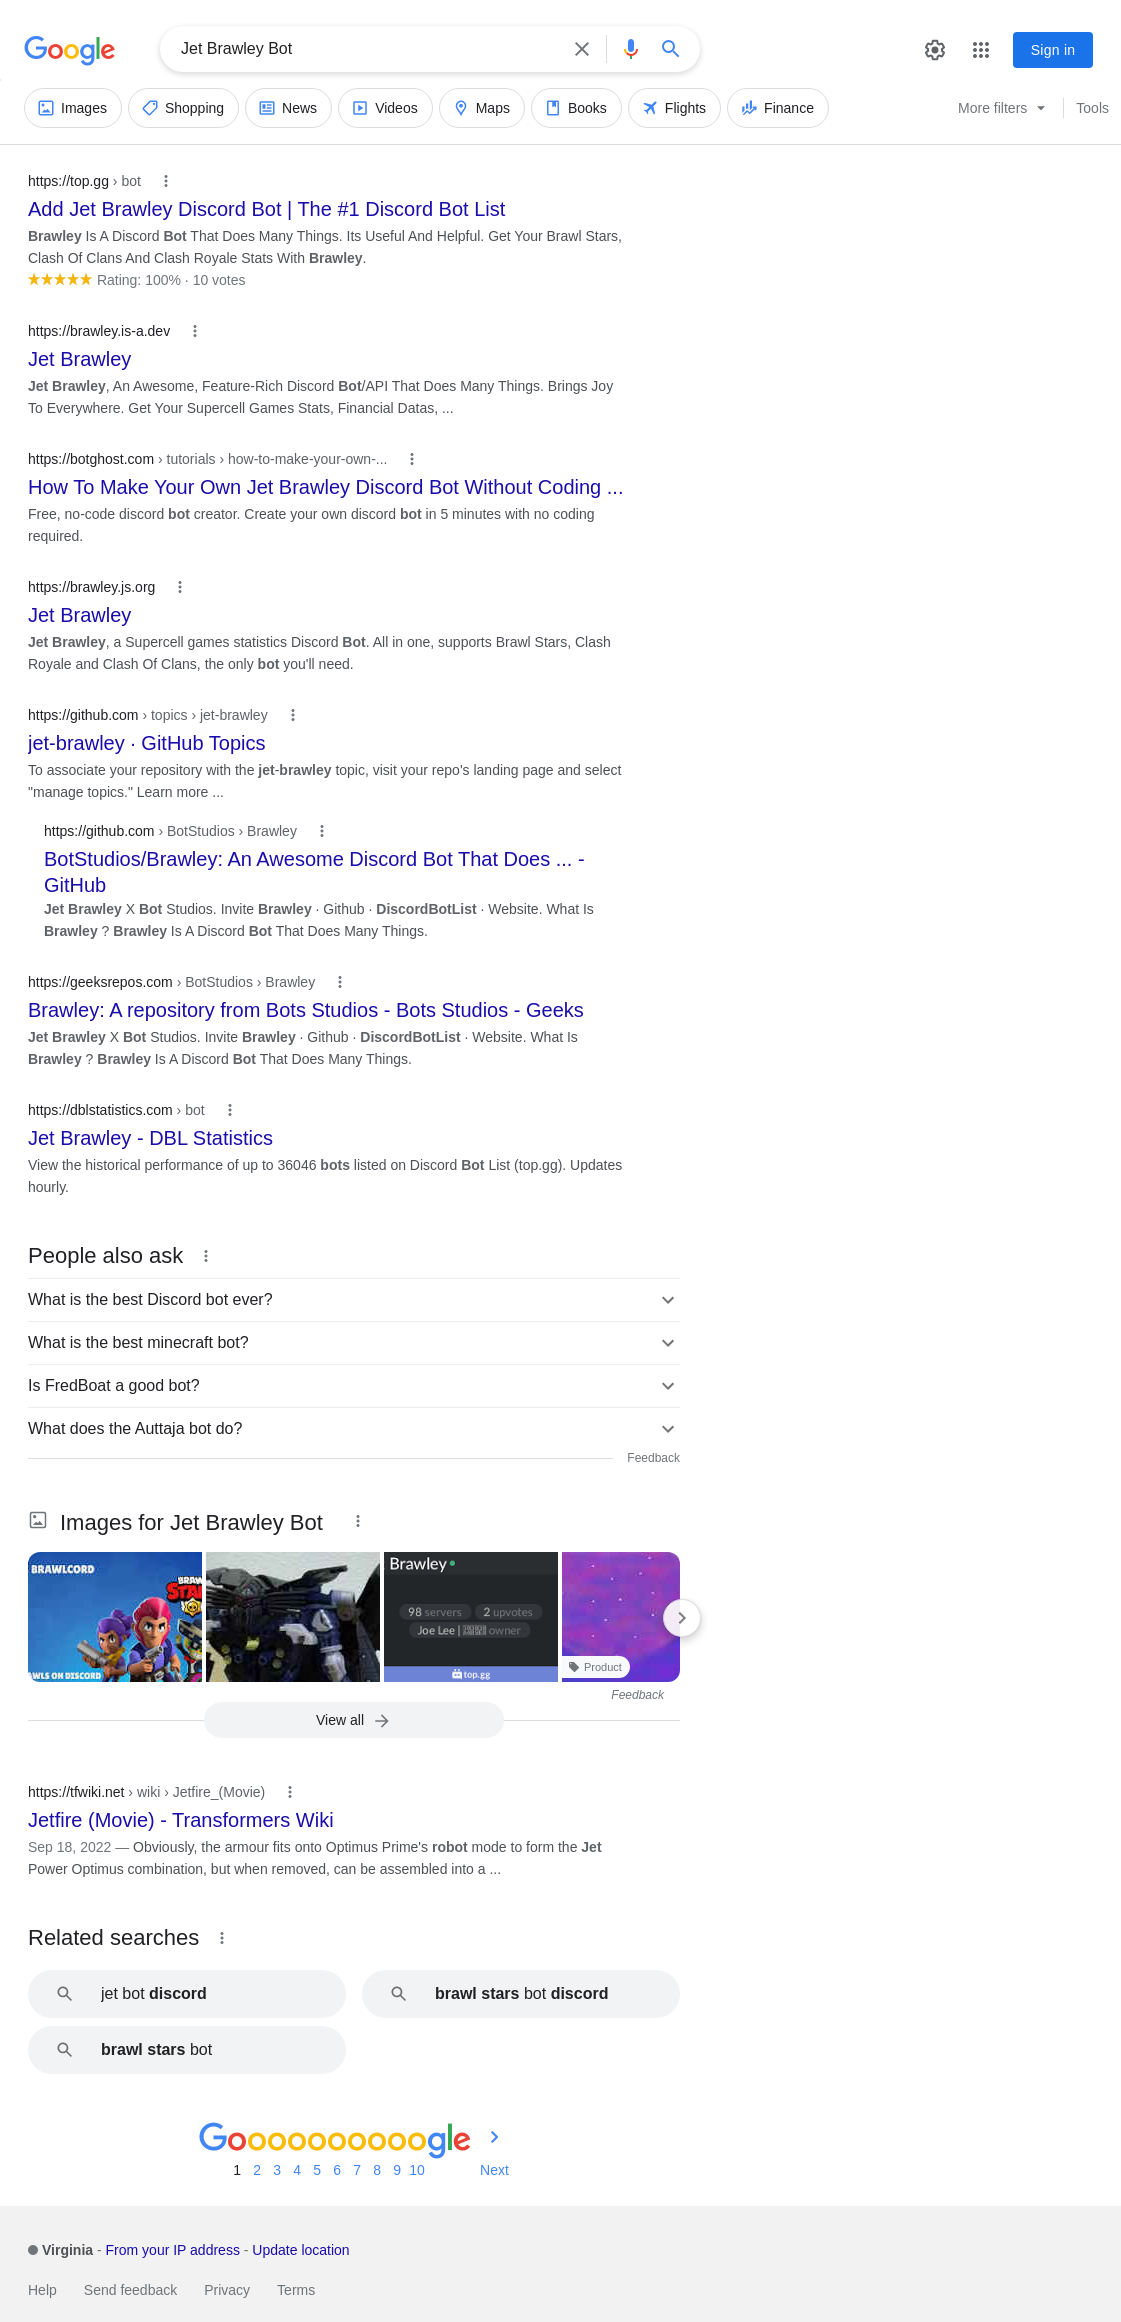 Google
Jet Brawley Bot
Sign in
Images
Shopping
News
Videos
Maps
Books
Flights
Finance
More filters
Tools
https://top.gg › bot
Add Jet Brawley Discord Bot | The #1 Discord Bot List
Brawley Is A Discord Bot That Does Many Things. Its Useful And Helpful. Get Your Brawl Stars,
Clash Of Clans And Clash Royale Stats With Brawley.
Rating: 100% · 10 votes
https://brawley.is-a.dev
Jet Brawley
Jet Brawley, An Awesome, Feature-Rich Discord Bot/API That Does Many Things. Brings Joy
To Everywhere. Get Your Supercell Games Stats, Financial Datas, ...
https://botghost.com › tutorials › how-to-make-your-own-...
How To Make Your Own Jet Brawley Discord Bot Without Coding ...
Free, no-code discord bot creator. Create your own discord bot in 5 minutes with no coding
required.
https://brawley.js.org
Jet Brawley
Jet Brawley, a Supercell games statistics Discord Bot. All in one, supports Brawl Stars, Clash
Royale and Clash Of Clans, the only bot you'll need.
https://github.com › topics › jet-brawley
jet-brawley · GitHub Topics
To associate your repository with the jet-brawley topic, visit your repo's landing page and select
"manage topics." Learn more ...
https://github.com › BotStudios › Brawley
BotStudios/Brawley: An Awesome Discord Bot That Does ... -
GitHub
Jet Brawley X Bot Studios. Invite Brawley · Github · DiscordBotList · Website. What Is
Brawley ? Brawley Is A Discord Bot That Does Many Things.
https://geeksrepos.com › BotStudios › Brawley
Brawley: A repository from Bots Studios - Bots Studios - Geeks
Jet Brawley X Bot Studios. Invite Brawley · Github · DiscordBotList · Website. What Is
Brawley ? Brawley Is A Discord Bot That Does Many Things.
https://dblstatistics.com › bot
Jet Brawley - DBL Statistics
View the historical performance of up to 36046 bots listed on Discord Bot List (top.gg). Updates
hourly.
People also ask
What is the best Discord bot ever?
What is the best minecraft bot?
Is FredBoat a good bot?
What does the Auttaja bot do?
Feedback
Images for Jet Brawley Bot
BRAWLCORD
BRAW
STAR
AWLS ON DISCORD
Brawley
98 servers
2 upvotes
Joe Lee | owner
top.gg
Product
Feedback
View all
https://tfwiki.net › wiki › Jetfire_(Movie)
Jetfire (Movie) - Transformers Wiki
Sep 18, 2022 — Obviously, the armour fits onto Optimus Prime's robot mode to form the Jet
Power Optimus combination, but when removed, can be assembled into a ...
Related searches
jet bot discord
brawl stars bot discord
brawl stars bot
Goooooooooogle
1 2 3 4 5 6 7 8 9 10 Next
Virginia - From your IP address - Update location
Help Send feedback Privacy Terms